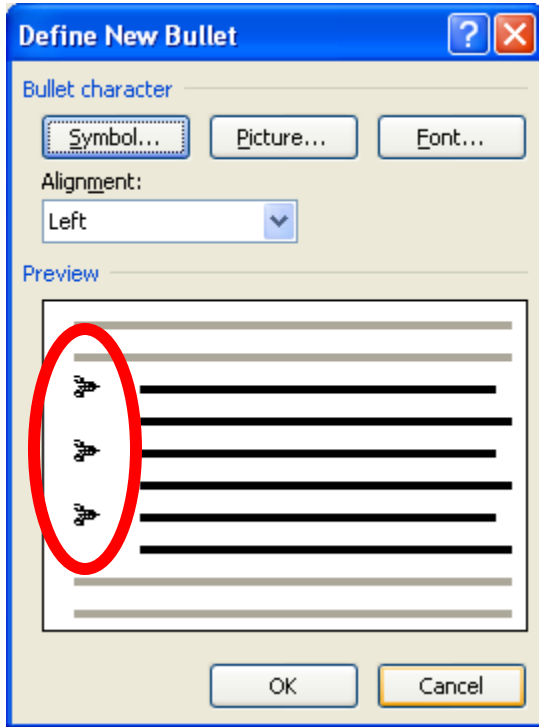 Define New Bullet
Bullet character
Symbol... Picture... Font...
Alignment:
Left
Preview
OK Cancel